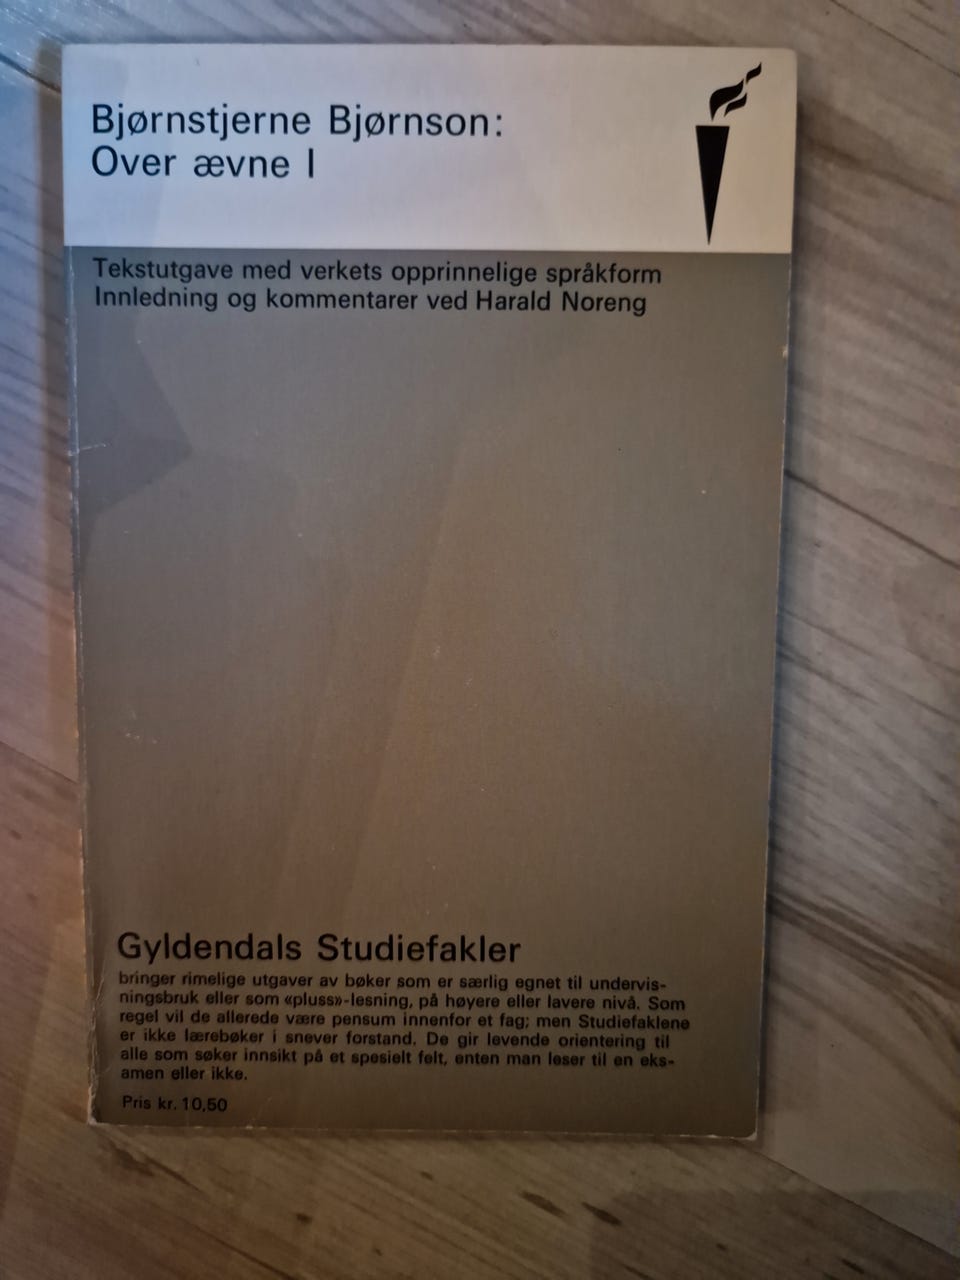 Bjørnstjerne Bjørnson:
Over ævne I
Tekstutgave med verkets opprinnelige språkform
Innledning og kommentarer ved Harald Noreng
Gyldendals Studiefakler
bringer rimelige utgaver av bøker som er særlig egnet til undervis-
ningsbruk eller som «pluss»-lesning, på høyere eller lavere nivå. Som
regel vil de allerede være pensum innenfor et fag; men Studiefaklene
er ikke lærebøker i snever forstand. De gir levende orientering til
alle som søker innsikt på et spesielt felt, enten man leser til en eks-
amen eller ikke.
Pris kr. 10,50